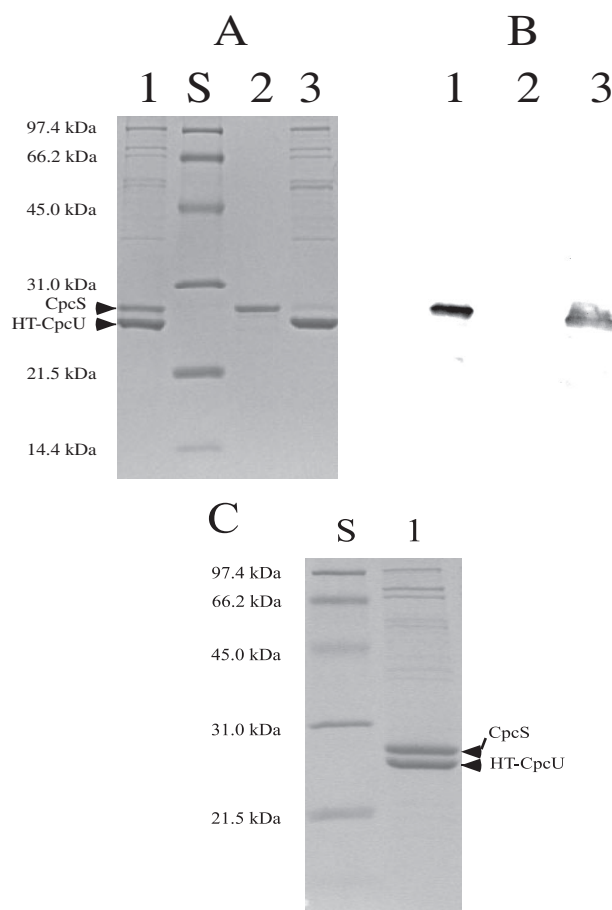 A B
1 S 2 3 1 2 3
97.4 kDa
66.2 kDa
45.0 kDa
31.0 kDa
CpcS
HT-CpcU
21.5 kDa
14.4 kDa
C
S 1
97.4 kDa
66.2 kDa
45.0 kDa
31.0 kDa
CpcS
HT-CpcU
21.5 kDa